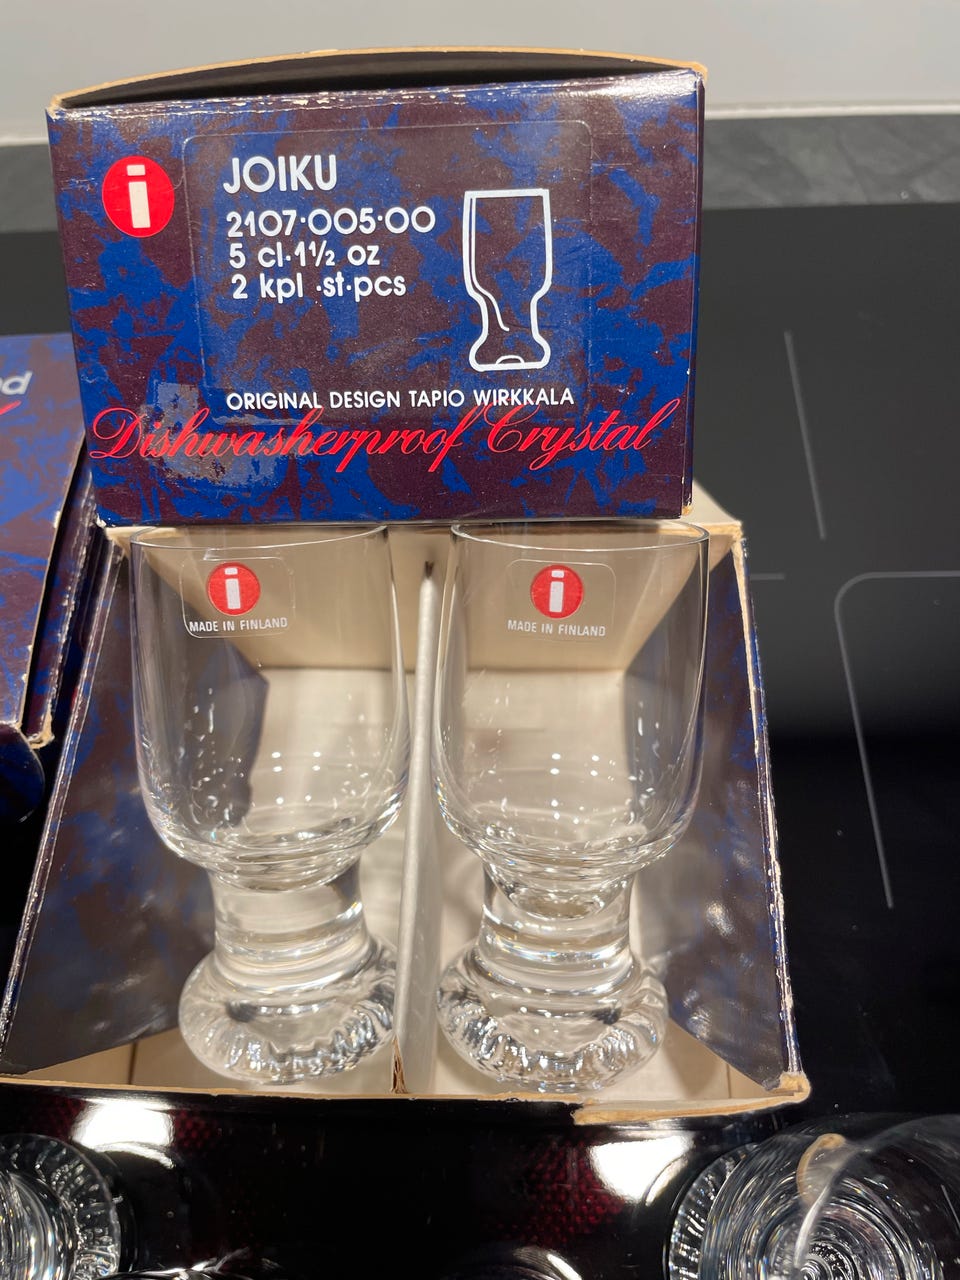 i
JOIKU
2107·005·00
5 cl·1½ oz
2 kpl ·st·pcs
ORIGINAL DESIGN TAPIO WIRKKALA
Dishwasherproof Crystal
i
MADE IN FINLAND
i
MADE IN FINLAND